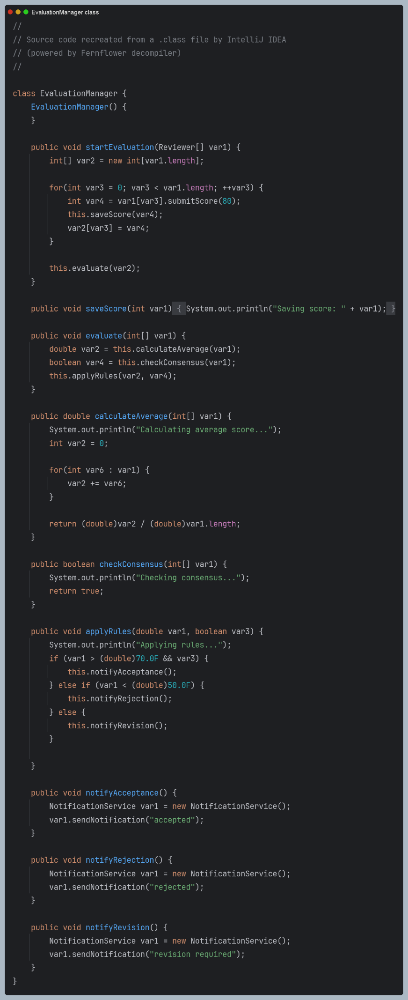 EvaluationManager.class
//
// Source code recreated from a .class file by IntelliJ IDEA
// (powered by Fernflower decompiler)
//

class EvaluationManager {
    EvaluationManager() {
    }

    public void startEvaluation(Reviewer[] var1) {
        int[] var2 = new int[var1.length];

        for(int var3 = 0; var3 < var1.length; ++var3) {
            int var4 = var1[var3].submitScore(80);
            this.saveScore(var4);
            var2[var3] = var4;
        }

        this.evaluate(var2);
    }

    public void saveScore(int var1) { System.out.println("Saving score: " + var1); }

    public void evaluate(int[] var1) {
        double var2 = this.calculateAverage(var1);
        boolean var4 = this.checkConsensus(var1);
        this.applyRules(var2, var4);
    }

    public double calculateAverage(int[] var1) {
        System.out.println("Calculating average score...");
        int var2 = 0;

        for(int var6 : var1) {
            var2 += var6;
        }

        return (double)var2 / (double)var1.length;
    }

    public boolean checkConsensus(int[] var1) {
        System.out.println("Checking consensus...");
        return true;
    }

    public void applyRules(double var1, boolean var3) {
        System.out.println("Applying rules...");
        if (var1 > (double)70.0F && var3) {
            this.notifyAcceptance();
        } else if (var1 < (double)50.0F) {
            this.notifyRejection();
        } else {
            this.notifyRevision();
        }

    }

    public void notifyAcceptance() {
        NotificationService var1 = new NotificationService();
        var1.sendNotification("accepted");
    }

    public void notifyRejection() {
        NotificationService var1 = new NotificationService();
        var1.sendNotification("rejected");
    }

    public void notifyRevision() {
        NotificationService var1 = new NotificationService();
        var1.sendNotification("revision required");
    }
}